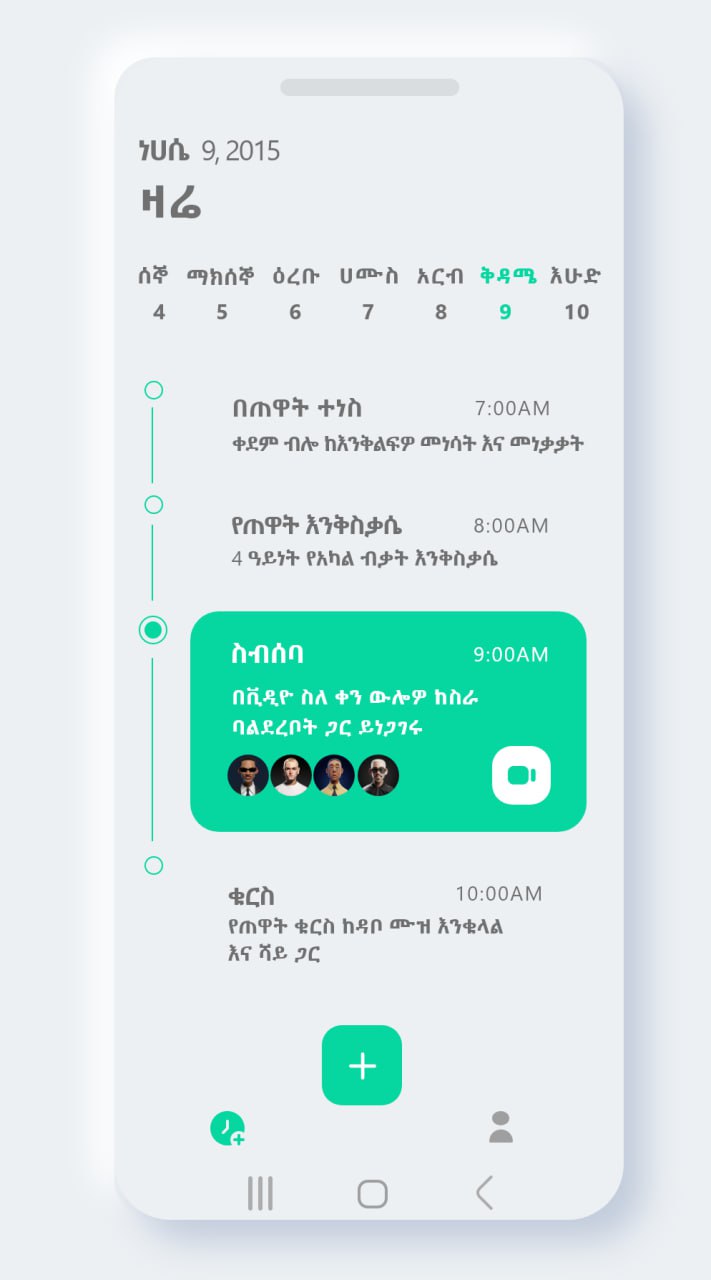 ነሀሴ 9, 2015
ዛሬ
ሰኞ ማክሰኞ ዕረቡ ሀሙስ አርብ ቅዳሜ እሁድ
4 5 6 7 8 9 10
በጠዋት ተነስ 7:00AM
ቀደም ብሎ ከእንቅልፍዎ መነሳት እና መነቃቃት
የጠዋት እንቅስቃሴ 8:00AM
4 ዓይነት የአካል ብቃት እንቅስቃሴ
ስብሰባ 9:00AM
በቪዲዮ ስለ ቀን ውሎዎ ከስራ
ባልደረቦት ጋር ይነጋገሩ
ቁርስ 10:00AM
የጠዋት ቁርስ ከዳቦ ሙዝ እንቁላል
እና ሻይ ጋር